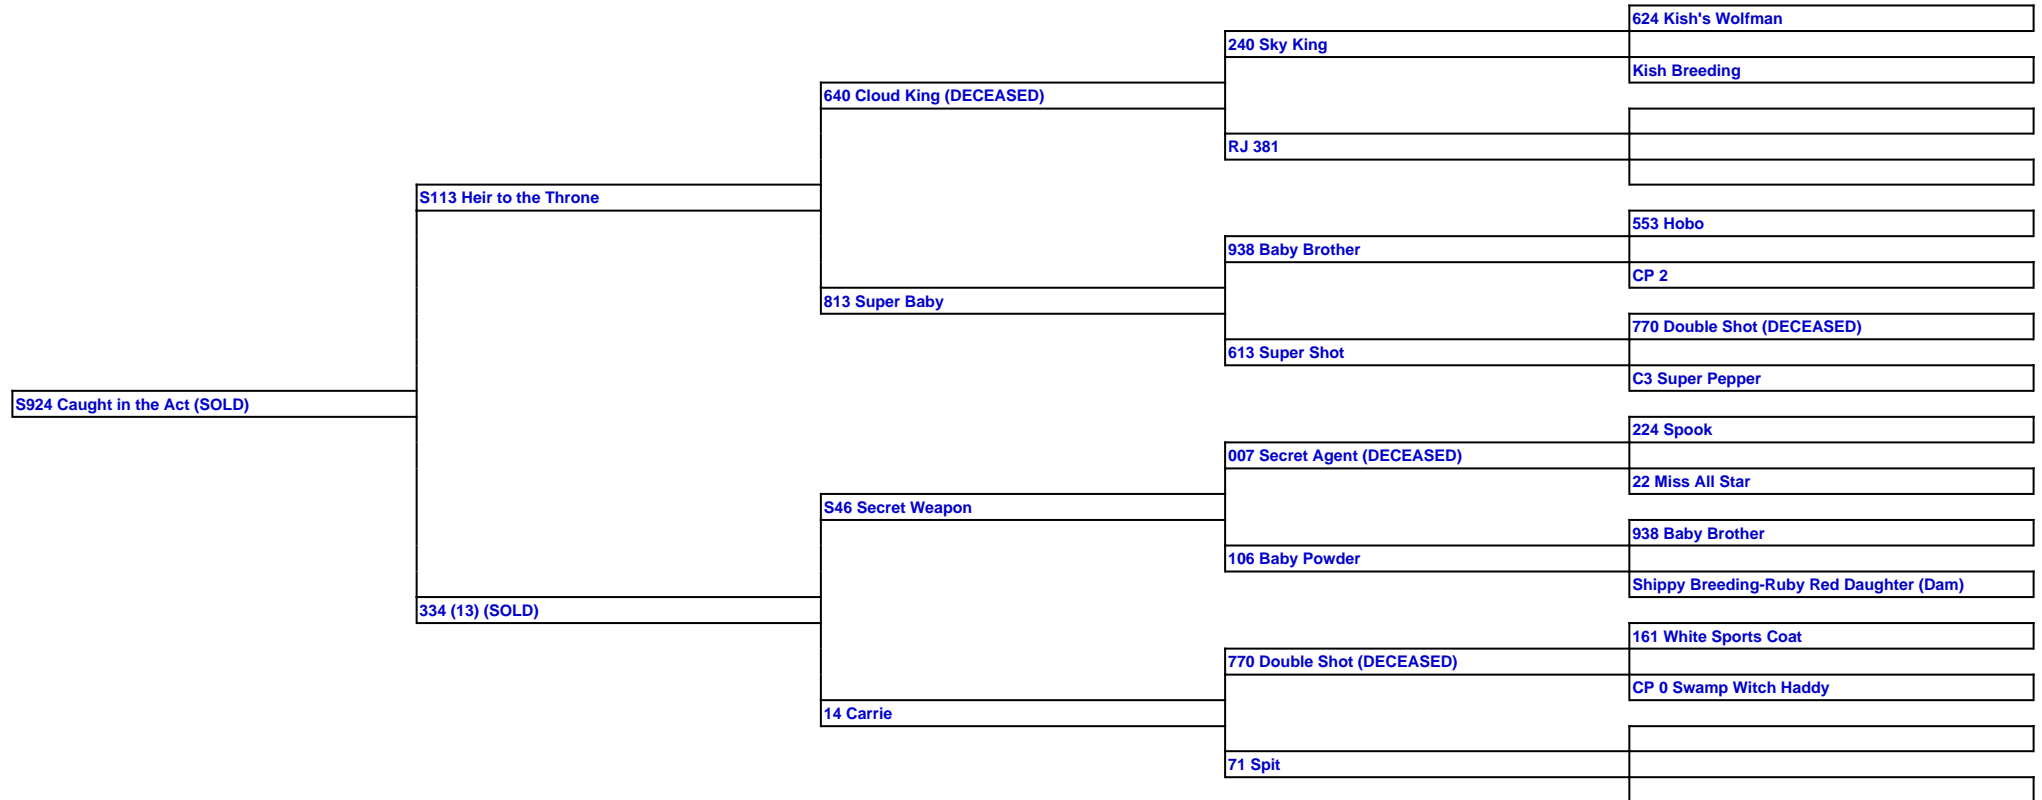 624 Kish's Wolfman
240 Sky King
Kish Breeding
640 Cloud King (DECEASED)
RJ 381
S113 Heir to the Throne
553 Hobo
938 Baby Brother
CP 2
813 Super Baby
770 Double Shot (DECEASED)
613 Super Shot
C3 Super Pepper
S924 Caught in the Act (SOLD)
224 Spook
007 Secret Agent (DECEASED)
22 Miss All Star
S46 Secret Weapon
938 Baby Brother
106 Baby Powder
Shippy Breeding-Ruby Red Daughter (Dam)
334 (13) (SOLD)
161 White Sports Coat
770 Double Shot (DECEASED)
CP 0 Swamp Witch Haddy
14 Carrie
71 Spit